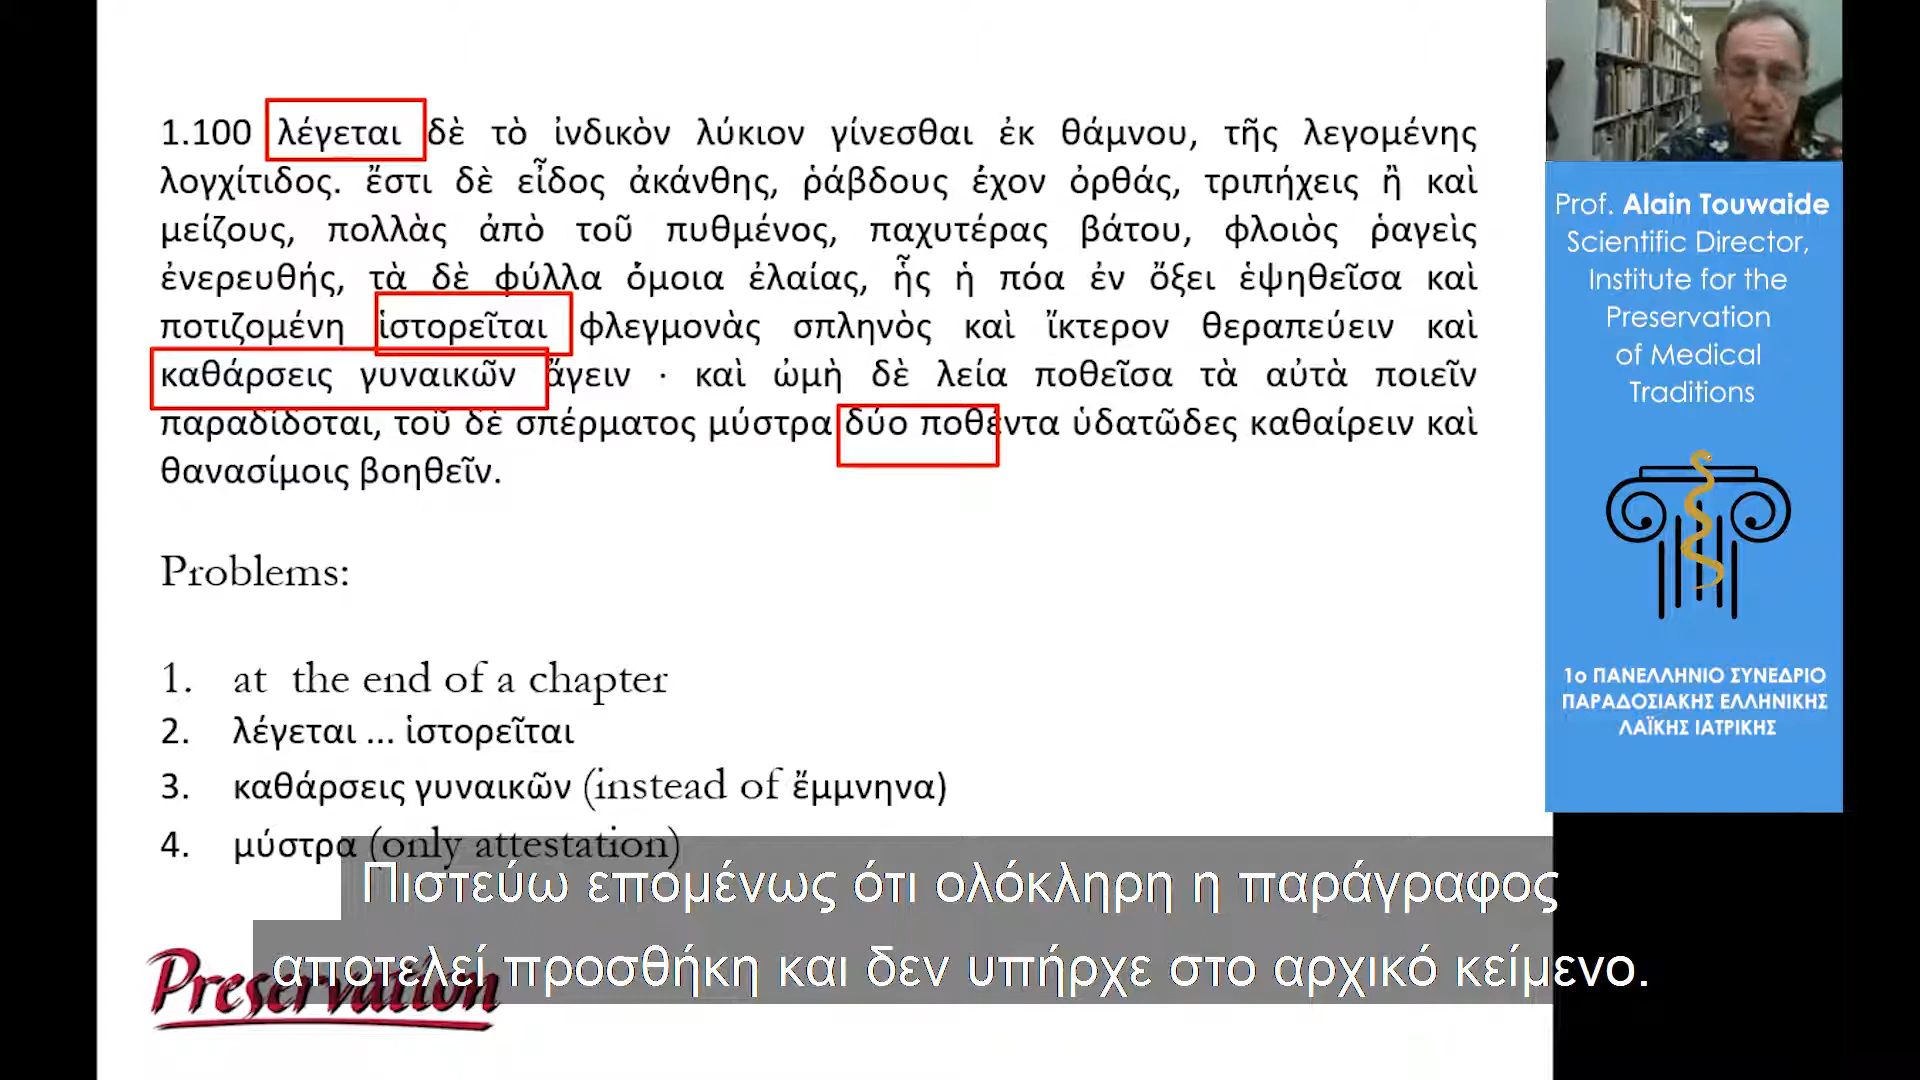 1.100 λέγεται δὲ τὸ ἰνδικὸν λύκιον γίνεσθαι ἐκ θάμνου, τῆς λεγομένης
λογχίτιδος. ἔστι δὲ εἶδος ἀκάνθης, ῥάβδους ἔχον ὀρθάς, τριπήχεις ἢ καὶ
μείζους, πολλὰς ἀπὸ τοῦ πυθμένος, παχυτέρας βάτου, φλοιὸς ῥαγεὶς
ἐνερευθής, τὰ δὲ φύλλα ὅμοια ἐλαίας, ἧς ἡ πόα ἐν ὄξει ἑψηθεῖσα καὶ
ποτιζομένη ἱστορεῖται φλεγμονὰς σπληνὸς καὶ ἴκτερον θεραπεύειν καὶ
καθάρσεις γυναικῶν ἄγειν · καὶ ὠμὴ δὲ λεία ποθεῖσα τὰ αὐτὰ ποιεῖν
παραδίδοται, τοῦ δὲ σπέρματος μύστρα δύο ποθέντα ὑδατῶδες καθαίρειν καὶ
θανασίμοις βοηθεῖν.
Problems:
1. at the end of a chapter
2. λέγεται ... ἱστορεῖται
3. καθάρσεις γυναικῶν (instead of ἔμμνηνα)
4. μύστρα (only attestation)
Πιστεύω επομένως ότι ολόκληρη η παράγραφος
αποτελεί προσθήκη και δεν υπήρχε στο αρχικό κείμενο.
Preservation
Prof. Alain Touwaide
Scientific Director,
Institute for the
Preservation
of Medical
Traditions
1ο ΠΑΝΕΛΛΗΝΙΟ ΣΥΝΕΔΡΙΟ
ΠΑΡΑΔΟΣΙΑΚΗΣ ΕΛΛΗΝΙΚΗΣ
ΛΑΪΚΗΣ ΙΑΤΡΙΚΗΣ